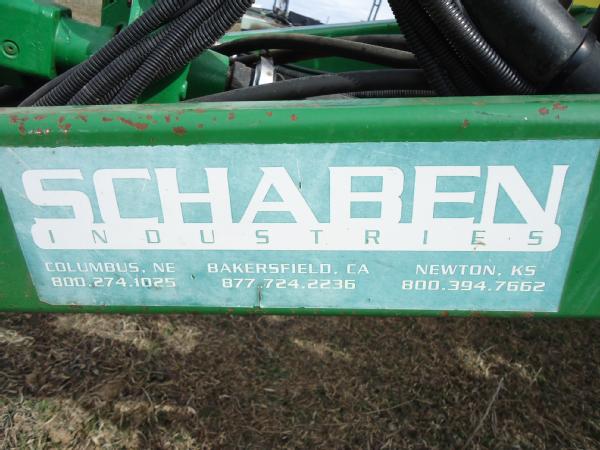 SCHABEN
INDUSTRIES
COLUMBUS, NE BAKERSFIELD, CA NEWTON, KS
800.274.1025 877.724.2236 800.394.7662